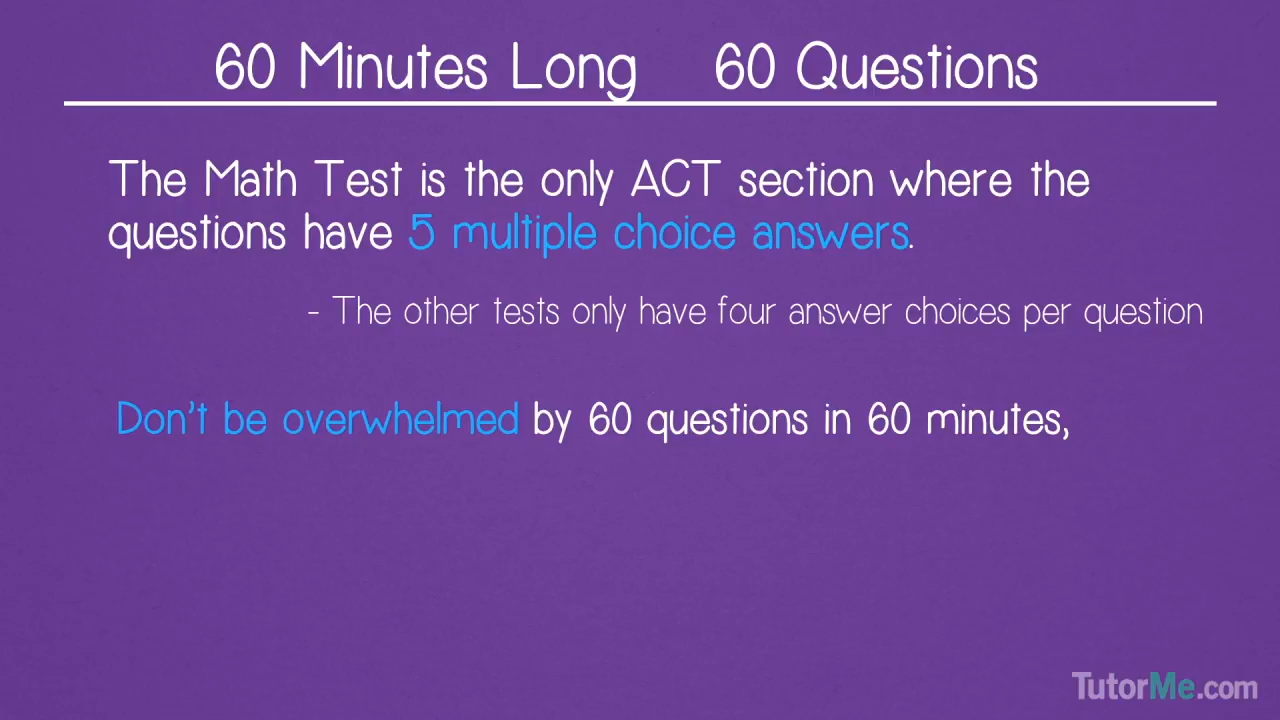 60 Minutes Long 60 Questions
The Math Test is the only ACT section where the
questions have 5 multiple choice answers.
- The other tests only have four answer choices per question
Don't be overwhelmed by 60 questions in 60 minutes,
TutorMe.com